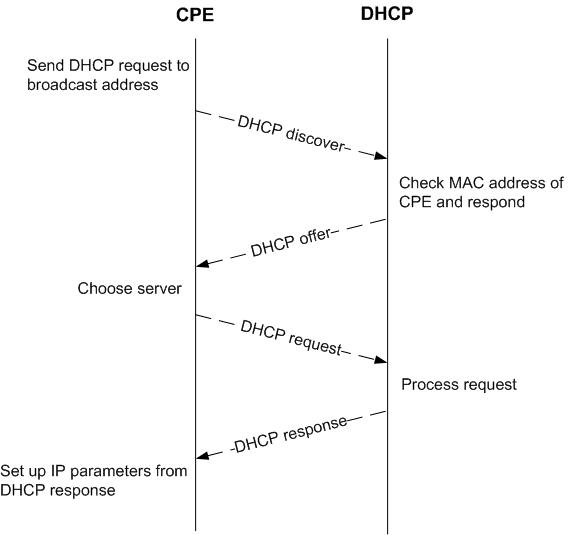 CPE
DHCP
Send DHCP request to
broadcast address
DHCP discover
Check MAC address of
CPE and respond
DHCP offer
Choose server
DHCP request
Process request
DHCP response
Set up IP parameters from
DHCP response